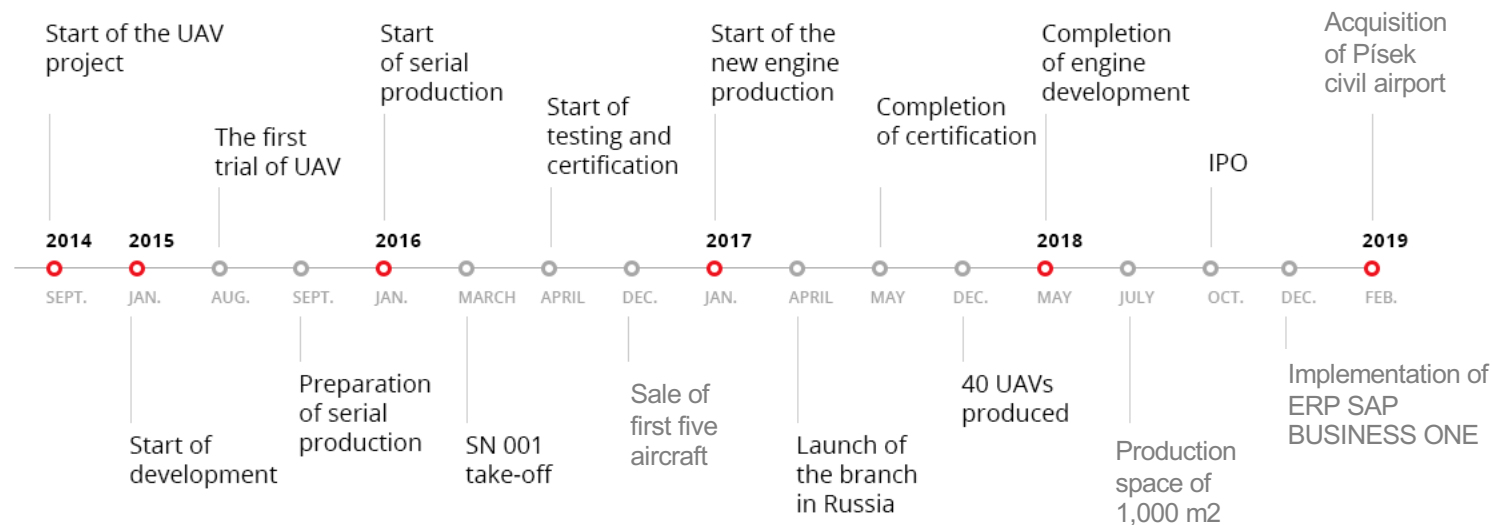 Start of the UAV
project
Start
of serial
production
Start of the
new engine
production
Completion
of engine
development
Acquisition
of Písek
civil airport
The first
trial of UAV
Start of
testing and
certification
Completion
of certification
IPO
2014
2015
2016
2017
2018
2019
SEPT.
JAN.
AUG.
SEPT.
JAN.
MARCH
APRIL
DEC.
JAN.
APRIL
MAY
DEC.
MAY
JULY
OCT.
DEC.
FEB.
Start of
development
Preparation
of serial
production
SN 001
take-off
Sale of
first five
aircraft
Launch of
the branch
in Russia
40 UAVs
produced
Production
space of
1,000 m2
Implementation of
ERP SAP
BUSINESS ONE